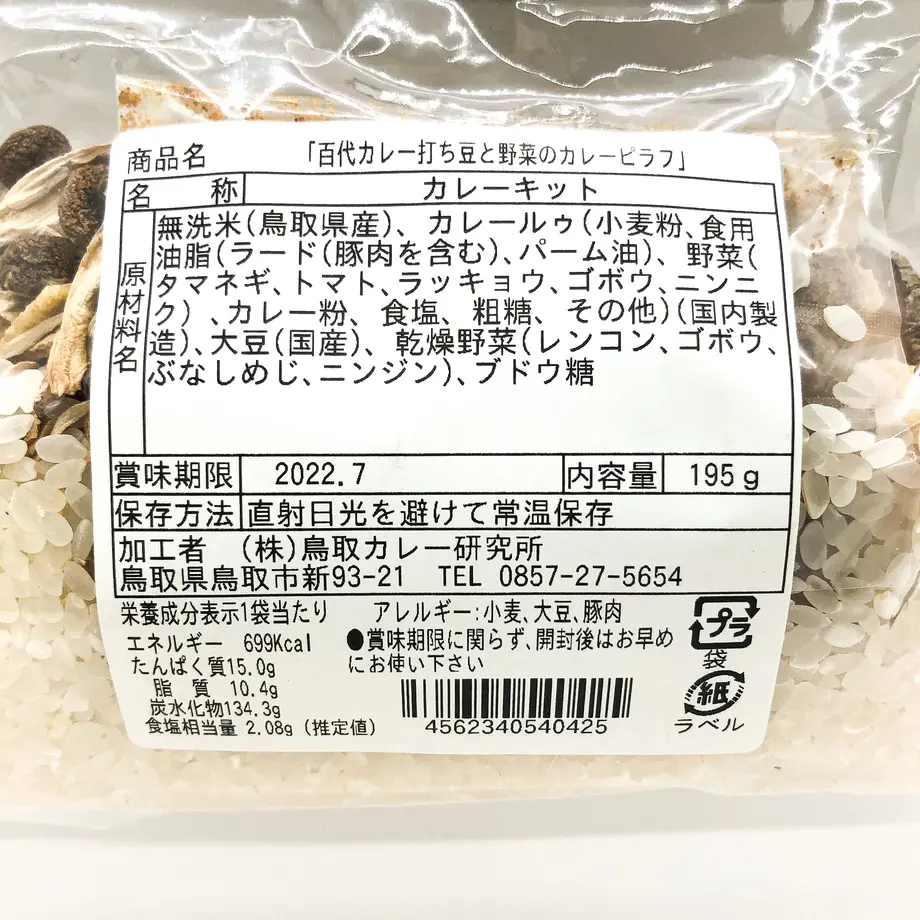 商品名 「百代カレー打ち豆と野菜のカレーピラフ」
名 称 カレーキット
原材料名
無洗米(鳥取県産)、カレールゥ(小麦粉、食用
油脂(ラード(豚肉を含む)、パーム油)、野菜(
タマネギ、トマト、ラッキョウ、ゴボウ、ニンニ
ク)、カレー粉、食塩、粗糖、その他)(国内製
造)、大豆(国産)、乾燥野菜(レンコン、ゴボウ、
ぶなしめじ、ニンジン)、ブドウ糖
賞味期限 2022.7 内容量 195g
保存方法 直射日光を避けて常温保存
加工者 (株)鳥取カレー研究所
鳥取県鳥取市新93-21 TEL 0857-27-5654
栄養成分表示1袋当たり
エネルギー 699Kcal
たんぱく質15.0g
脂 質 10.4g
炭水化物134.3g
食塩相当量 2.08g(推定値)
アレルギー:小麦、大豆、豚肉
●賞味期限に関らず、開封後はお早め
にお使い下さい
4562340540425
プラ
袋
紙
ラベル